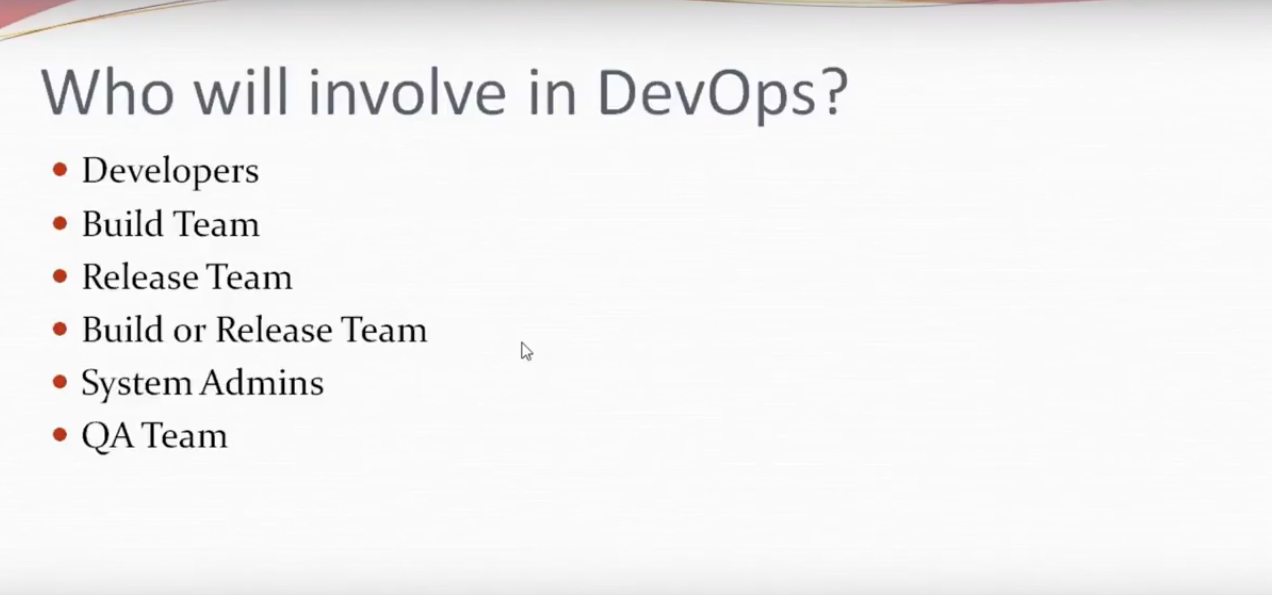 Who will involve in DevOps?
Developers
Build Team
Release Team
Build or Release Team
System Admins
QA Team